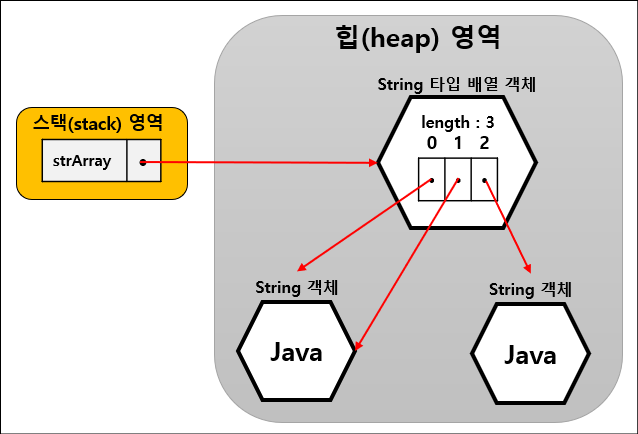 힙(heap) 영역
String 타입 배열 객체
스택(stack) 영역
length : 3
0 1 2
strArray
String 객체
String 객체
Java
Java